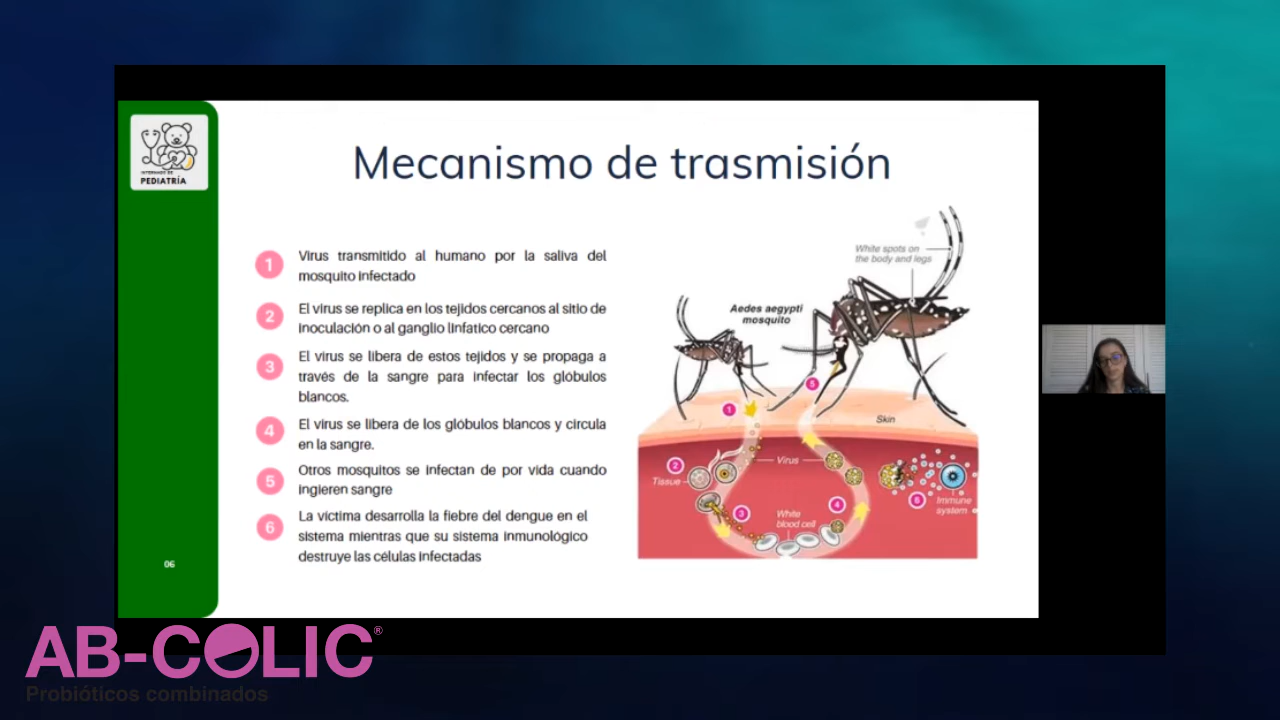 INTERNADO DE
PEDIATRÍA
Mecanismo de trasmisión
1
Virus transmitido al humano por la saliva del
mosquito infectado
2
El virus se replica en los tejidos cercanos al sitio de
inoculación o al ganglio linfatico cercano
3
El virus se libera de estos tejidos y se propaga a
través de la sangre para infectar los glóbulos
blancos.
4
El virus se libera de los glóbulos blancos y circula
en la sangre.
5
Otros mosquitos se infectan de por vida cuando
ingieren sangre
6
La víctima desarrolla la fiebre del dengue en el
sistema mientras que su sistema inmunológico
destruye las células infectadas
White spots on
the body and legs
Aedes aegypti
mosquito
5
1
Skin
2
Virus
Tissue
3
4
6
White
blood cell
Immune
system
06
AB-COLIC®
Probióticos combinados